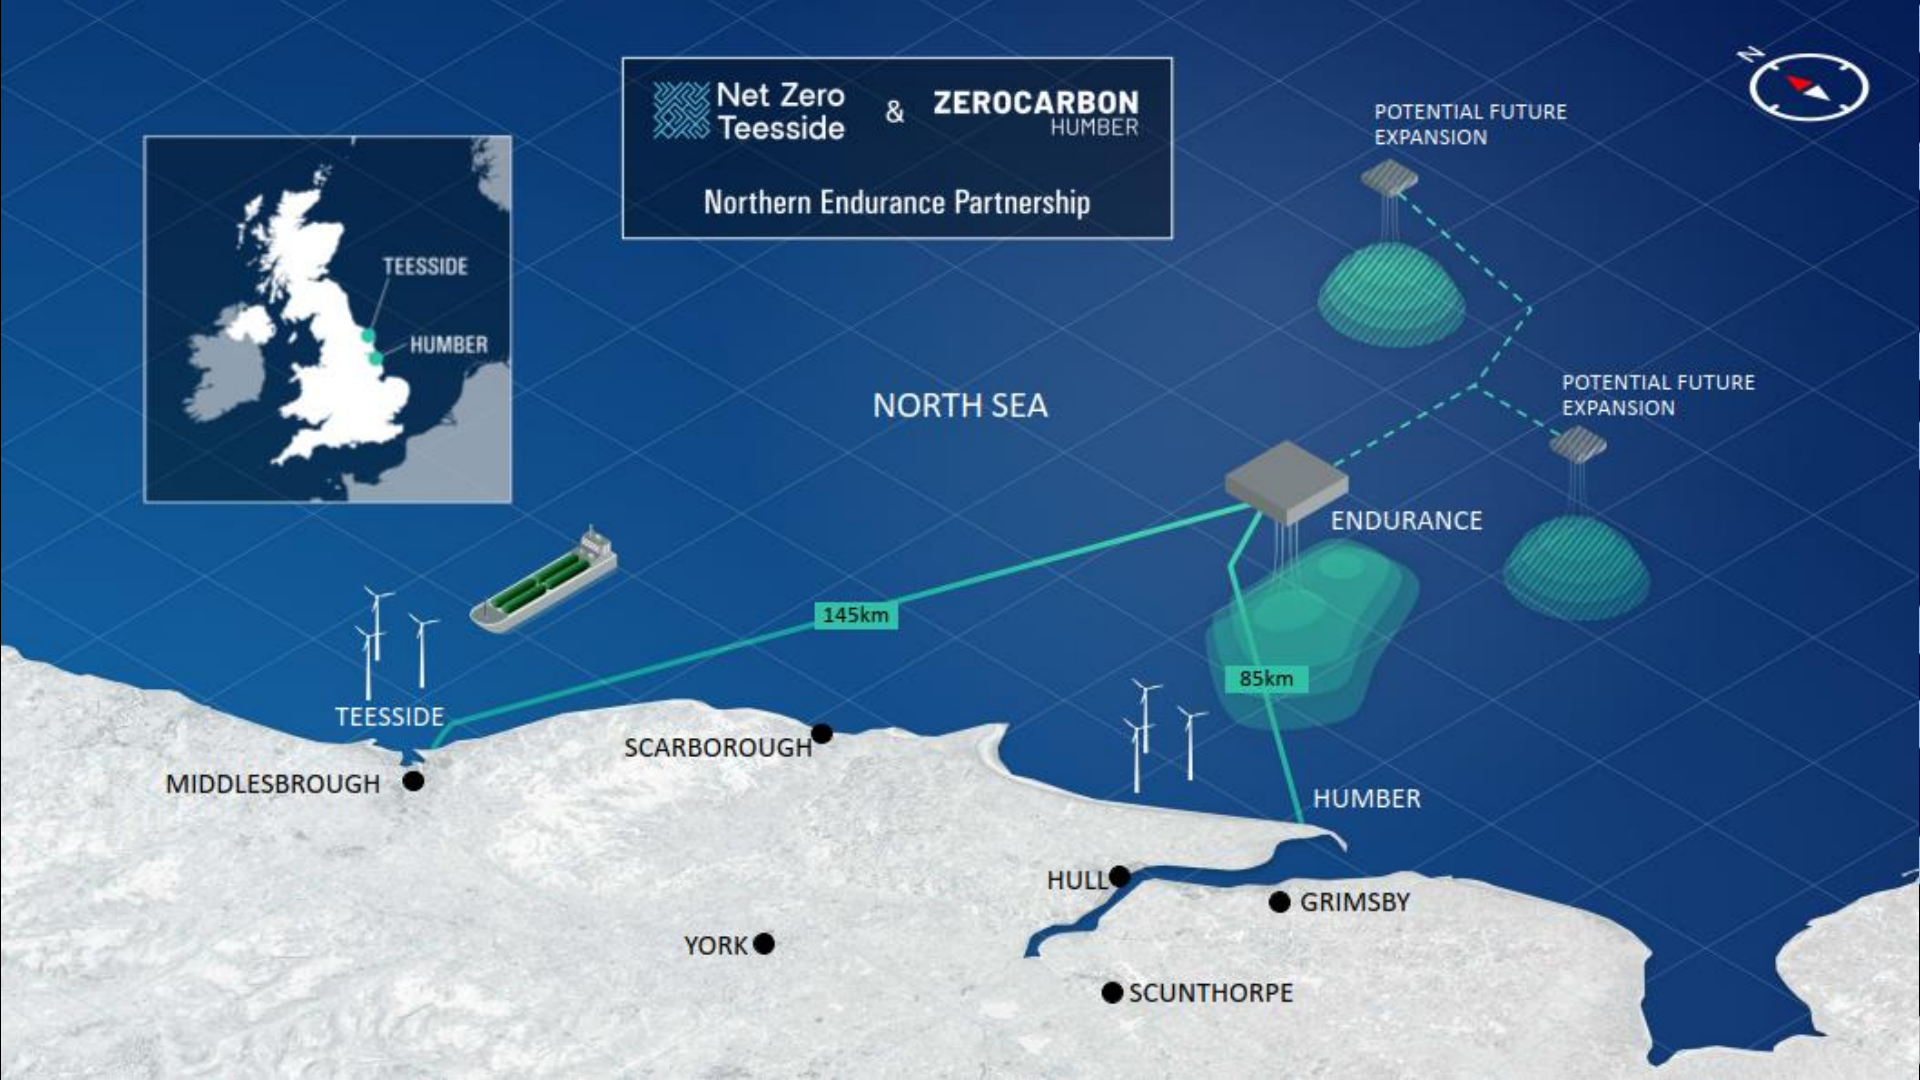 Net Zero
Teesside
&
ZEROCARBON
HUMBER
Northern Endurance Partnership
N
POTENTIAL FUTURE
EXPANSION
TEESSIDE
HUMBER
NORTH SEA
POTENTIAL FUTURE
EXPANSION
ENDURANCE
145km
85km
TEESSIDE
SCARBOROUGH
MIDDLESBROUGH
HUMBER
HULL
GRIMSBY
YORK
SCUNTHORPE